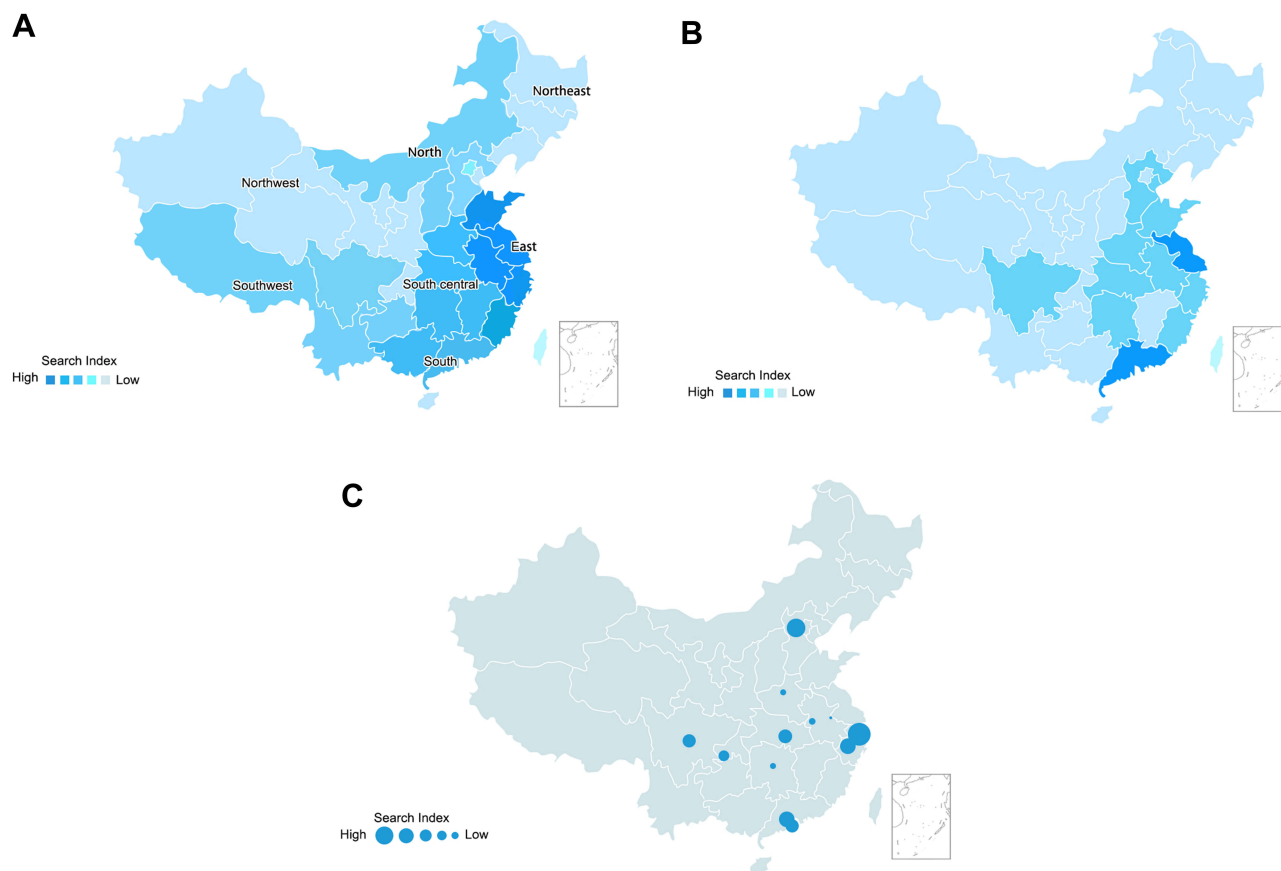 A
Northeast
North
Northwest
East
Southwest
South central
South
Search Index
High Low
B
Search Index
High Low
C
Search Index
High Low